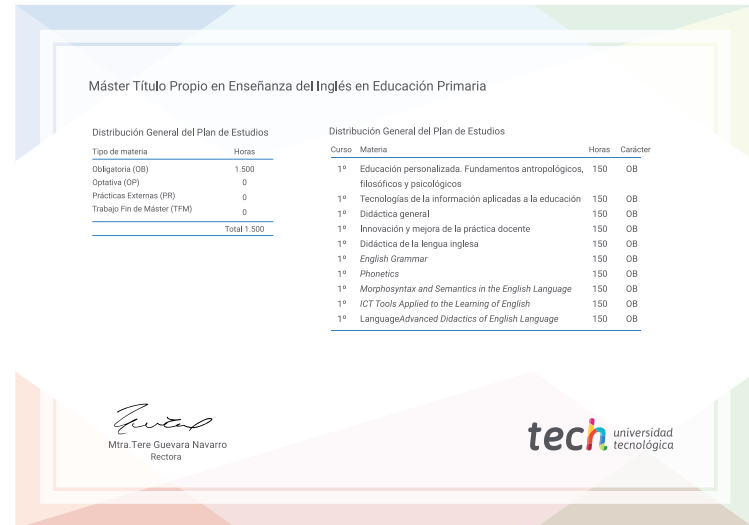 Máster Título Propio en Enseñanza del Inglés en Educación Primaria
Distribución General del Plan de Estudios
Tipo de materia Horas
Obligatoria (OB) 1.500
Optativa (OP) 0
Prácticas Externas (PR) 0
Trabajo Fin de Máster (TFM) 0
Total 1.500
Distribución General del Plan de Estudios
Curso Materia Horas Carácter
1º Educación personalizada. Fundamentos antropológicos, 150 OB
filosóficos y psicológicos
1º Tecnologías de la información aplicadas a la educación 150 OB
1º Didáctica general 150 OB
1º Innovación y mejora de la práctica docente 150 OB
1º Didáctica de la lengua inglesa 150 OB
1º English Grammar 150 OB
1º Phonetics 150 OB
1º Morphosyntax and Semantics in the English Language 150 OB
1º ICT Tools Applied to the Learning of English 150 OB
1º LanguageAdvanced Didactics of English Language 150 OB
Mtra.Tere Guevara Navarro
Rectora
tech universidad
tecnológica